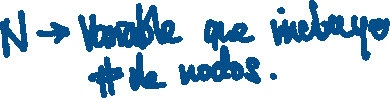 N → Variable que incluye
# de nodos.